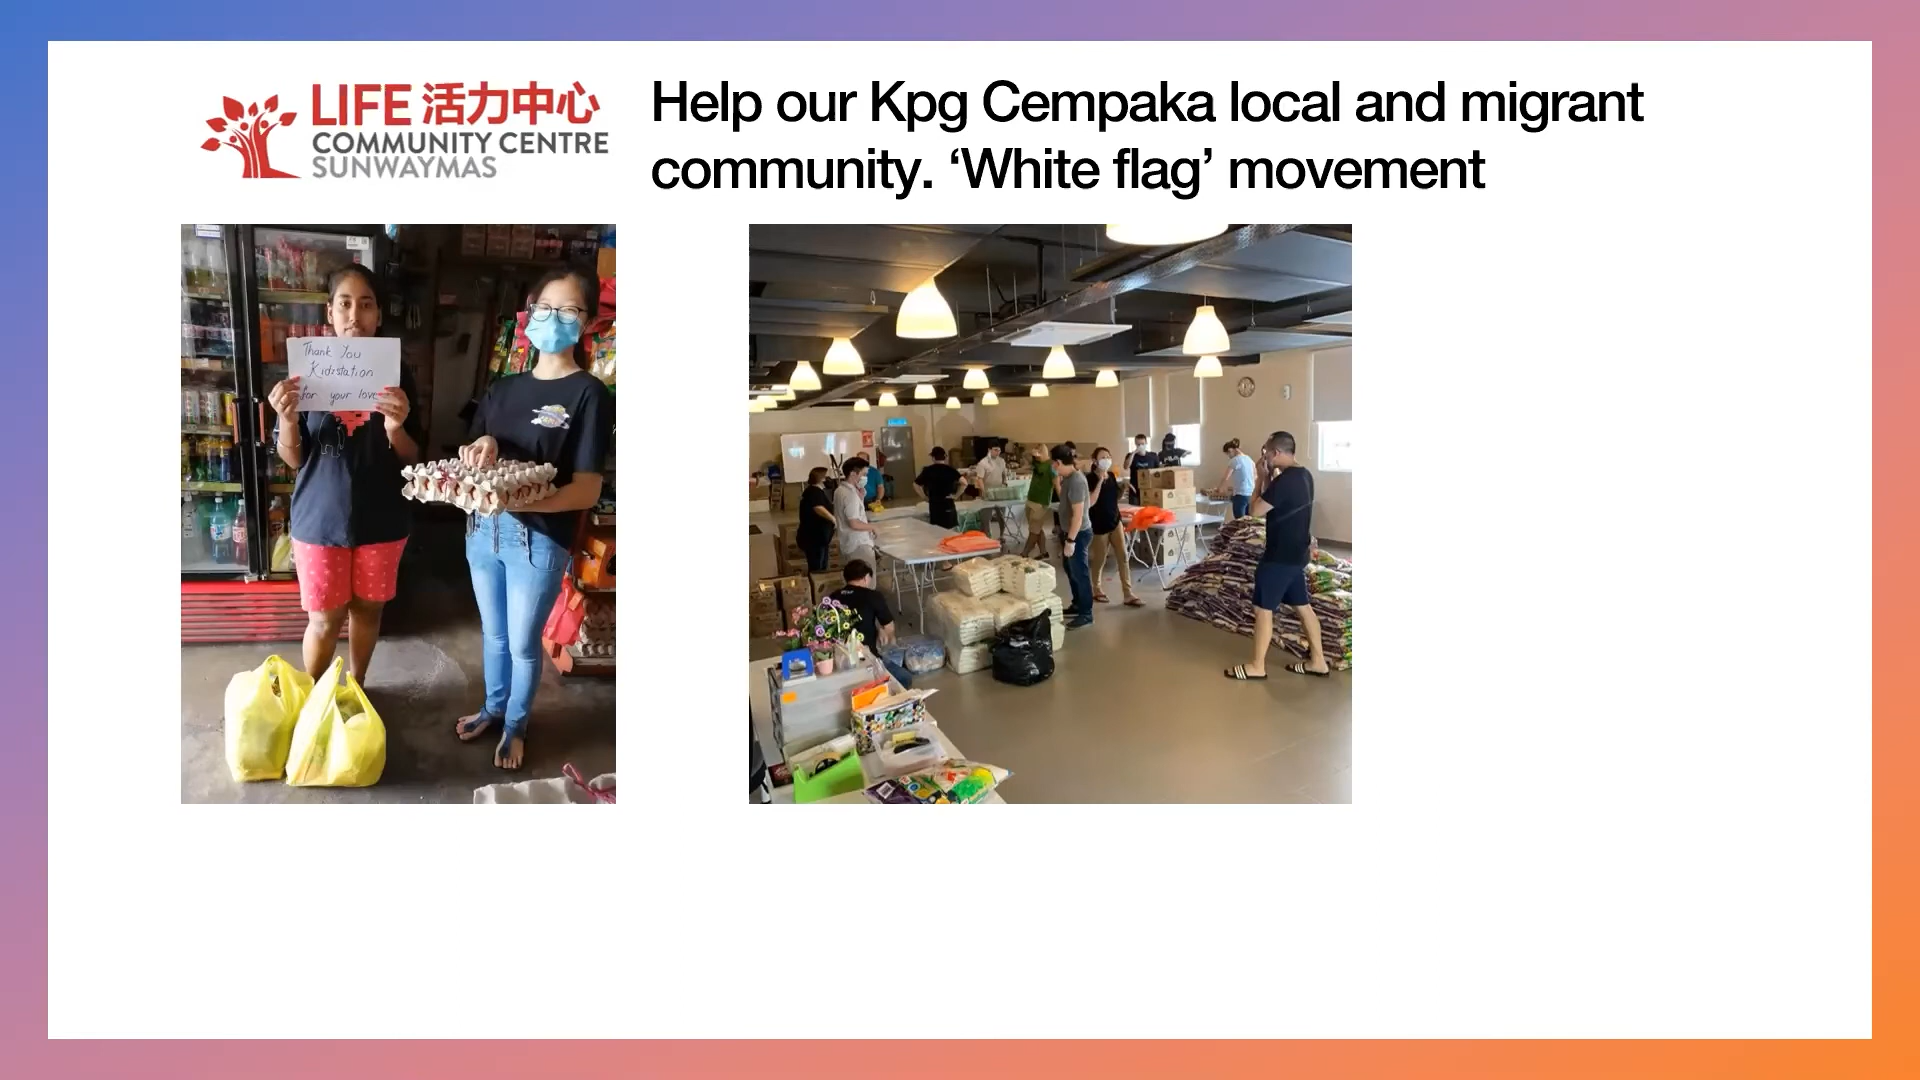 LIFE 活力中心
COMMUNITY CENTRE
SUNWAYMAS
Help our Kpg Cempaka local and migrant
community. ‘White flag’ movement
Thank You
Kidistation
for your love